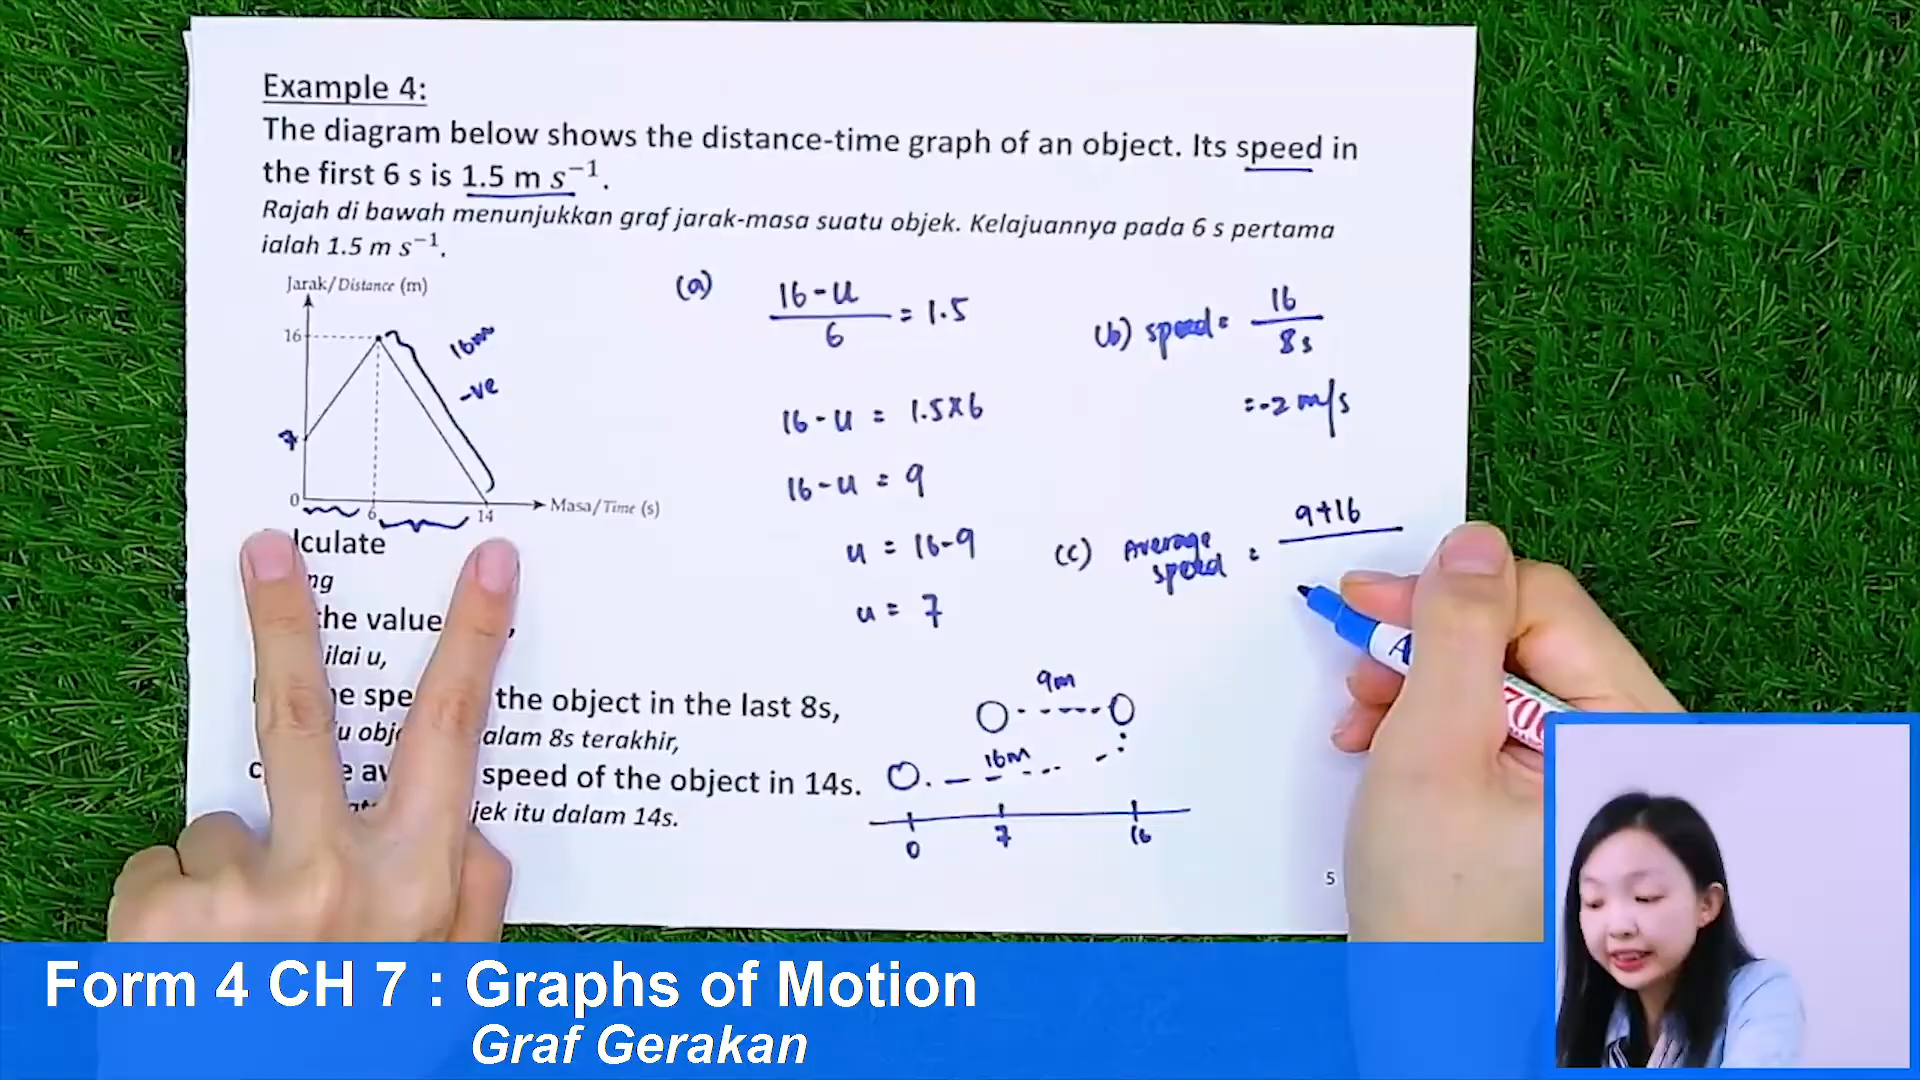 Example 4:
The diagram below shows the distance-time graph of an object. Its speed in
the first 6 s is 1.5 m s⁻¹.
Rajah di bawah menunjukkan graf jarak-masa suatu objek. Kelajuannya pada 6 s pertama
ialah 1.5 m s⁻¹.
Jarak/Distance (m)
16
7
0
6
14
Masa/Time (s)
16m
-ve
(a)
16-u
6
= 1.5
16-u = 1.5×6
16-u = 9
u = 16-9
u = 7
(b) speed =
16
8s
=-2 m/s
(c) Average
speed =
9+16
lculate
ng
he value ,
ilai u,
e spe the object in the last 8s,
u obj alam 8s terakhir,
c e av speed of the object in 14s.
jek itu dalam 14s.
9m
16m
0 7 16
5
Form 4 CH 7 : Graphs of Motion
Graf Gerakan